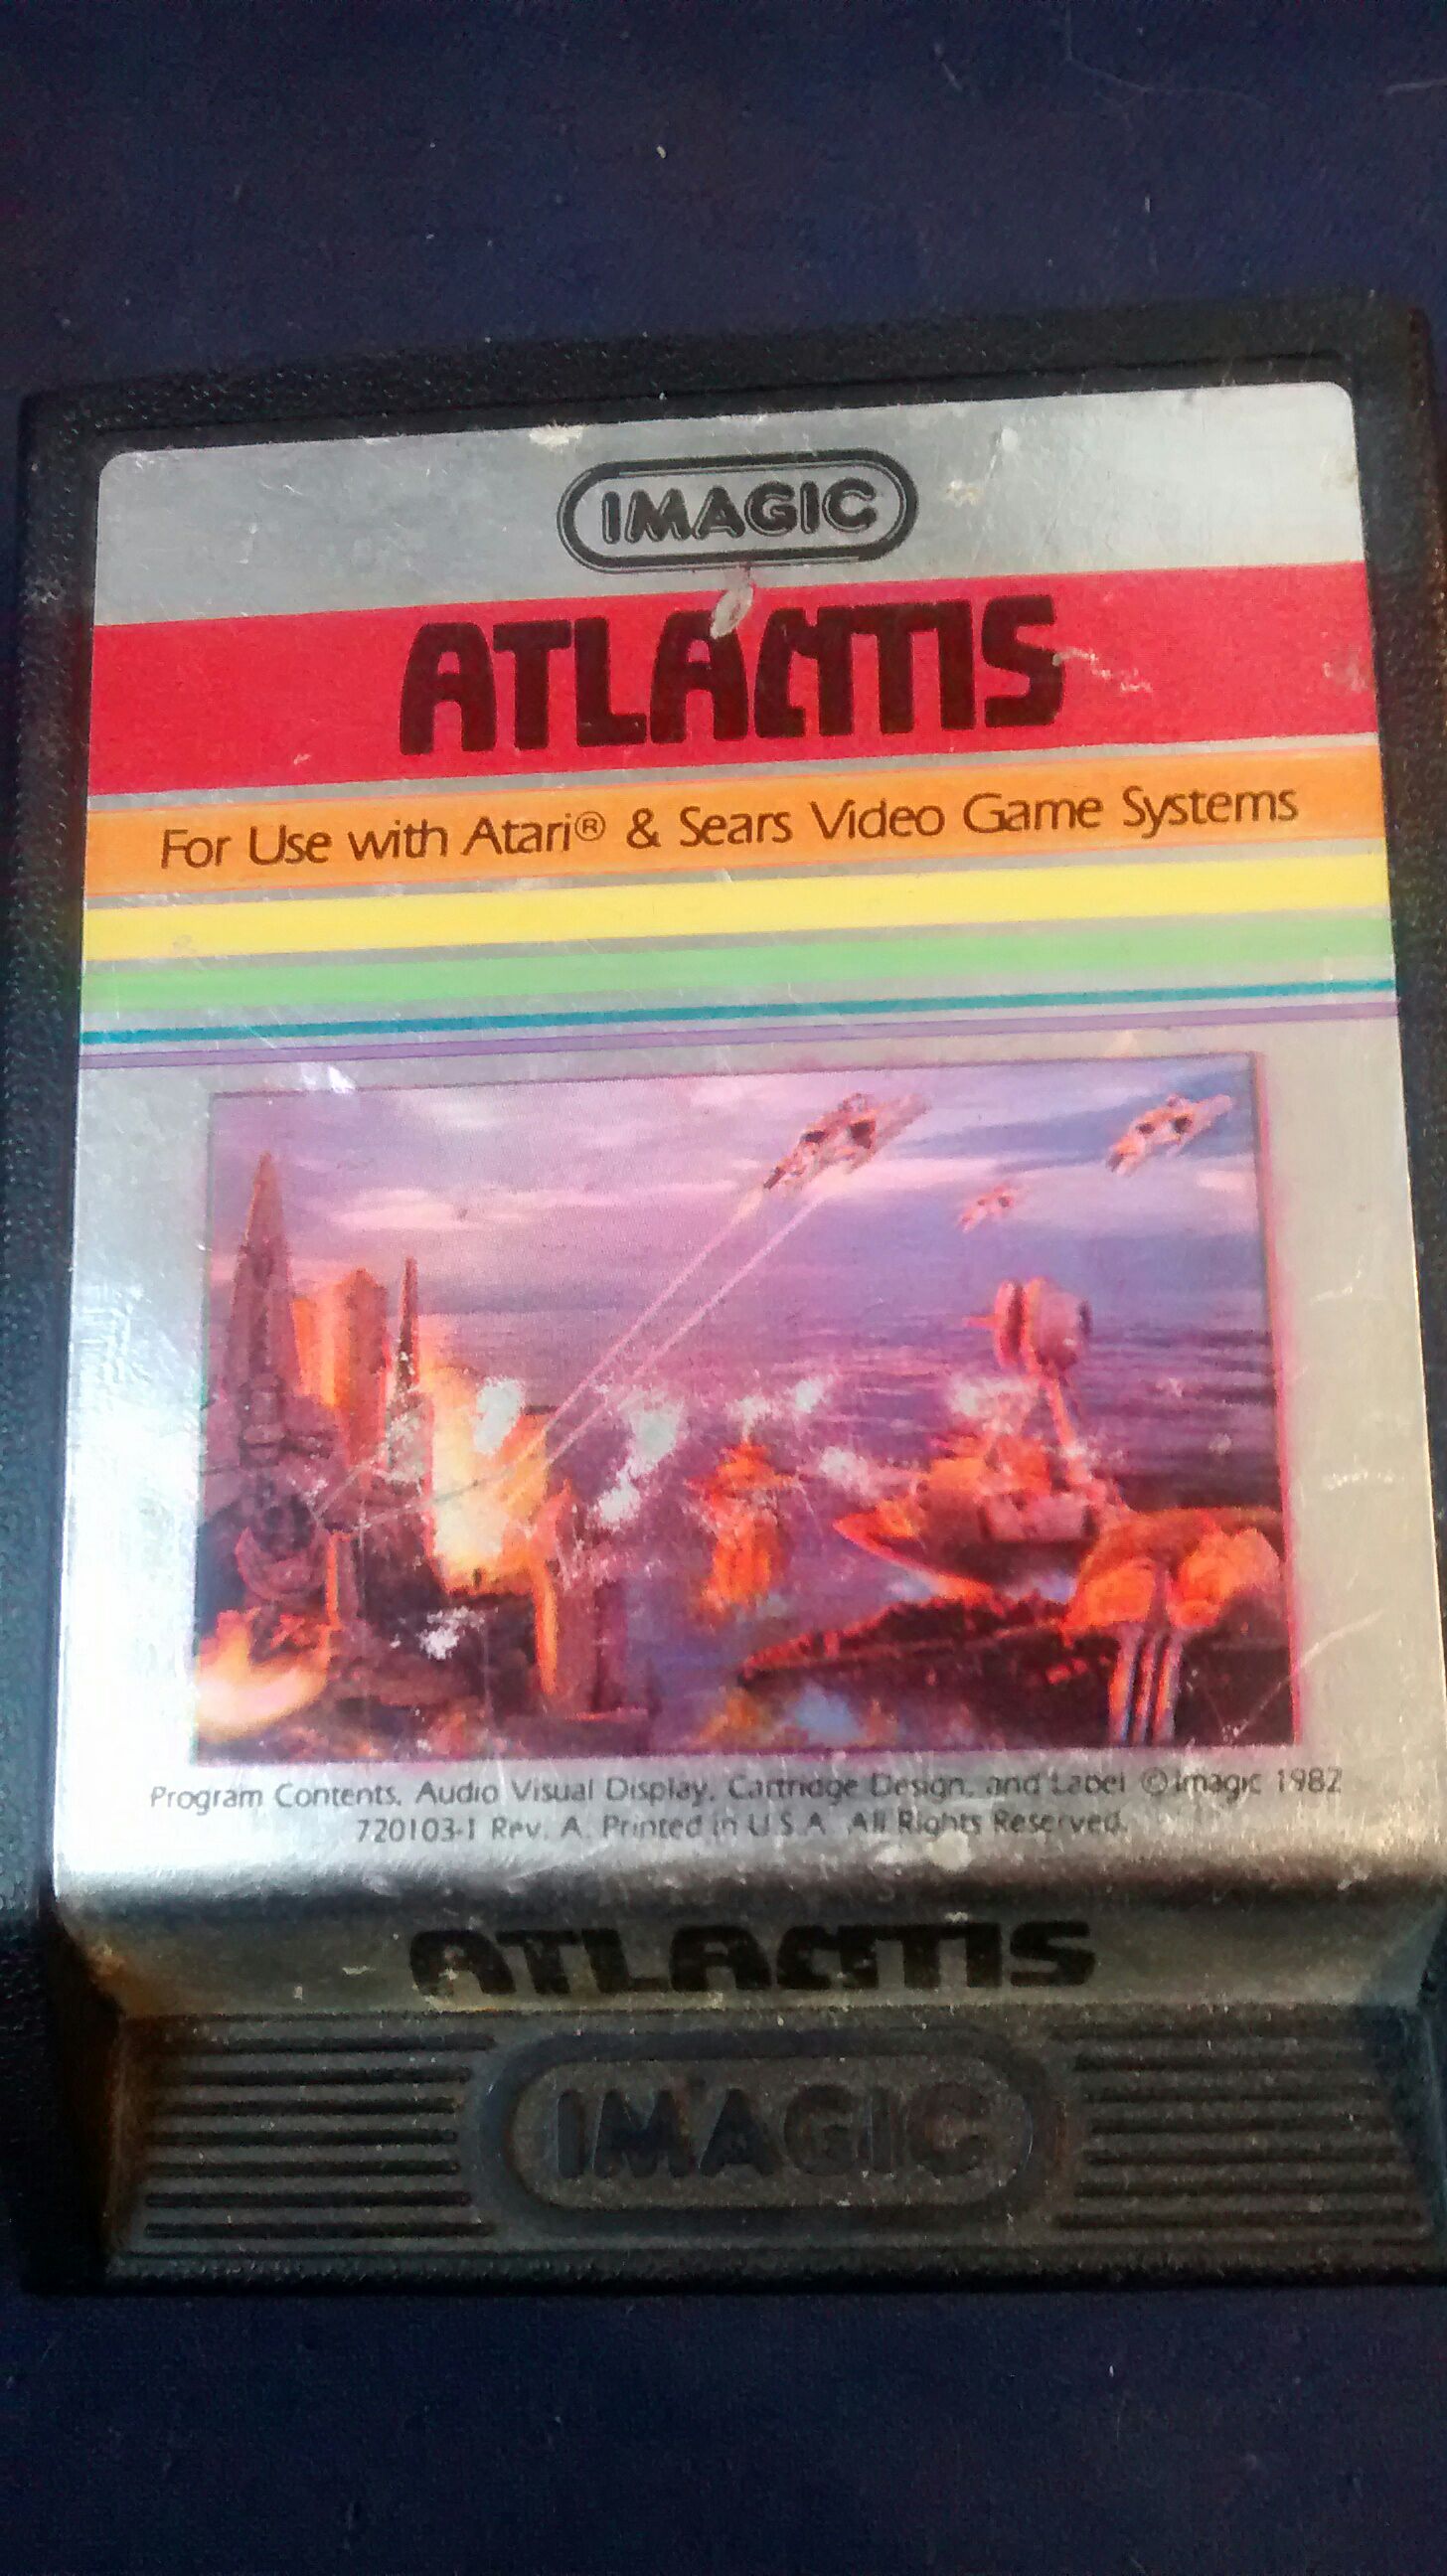 IMAGIC
ATLANTIS
For Use with Atari® & Sears Video Game Systems
Program Contents, Audio Visual Display, Cartridge Design, and Label © Imagic 1982
720103-1 Rev. A. Printed in U.S.A. All Rights Reserved.
ATLANTIS
IMAGIC